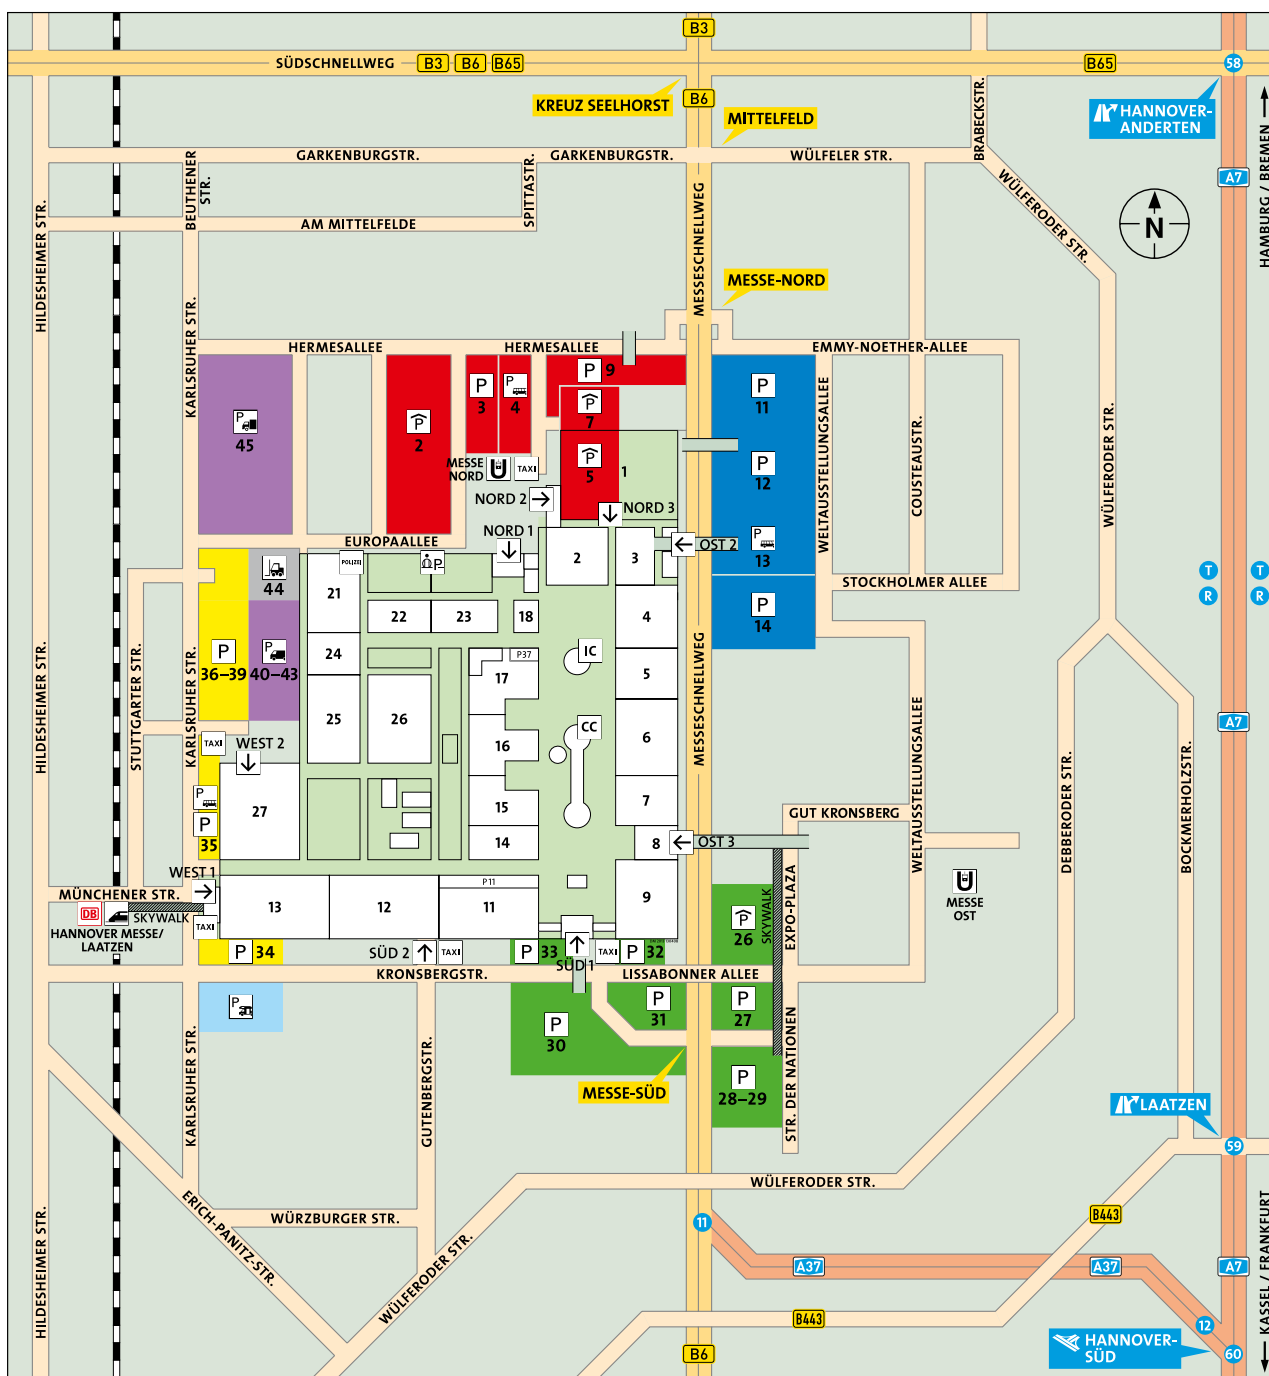 B3
SÜDSCHNELLWEG
B3
B6
B65
B65
58
KREUZ SEELHORST
B6
MITTELFELD
HANNOVER-
ANDERTEN
HAMBURG / BREMEN
GARKENBURGSTR.
GARKENBURGSTR.
WÜLFELER STR.
BRABECKSTR.
BEUTHENER
STR.
SPITTASTR.
A7
WÜLFERODER STR.
HILDESHEIMER STR.
AM MITTELFELDE
MESSESCHNELLWEG
N
MESSE-NORD
KARLSRUHER STR.
HERMESALLEE
HERMESALLEE
EMMY-NOETHER-ALLEE
P
45
P
2
P
3
P
4
P
9
P
7
P
5
1
P
11
P
12
P
13
P
14
WELTAUSSTELLUNGSALLEE
COUSTEAUSTR.
WÜLFERODER STR.
MESSE
NORD
U
TAXI
NORD 2
NORD 3
NORD 1
EUROPAALLEE
OST 2
STOCKHOLMER ALLEE
T
R
T
R
POLIZEI
P
44
21
2
3
22
23
18
4
P
36–39
P
40–43
24
IC
P37
17
5
25
26
CC
16
6
HILDESHEIMER STR.
STUTTGARTER STR.
KARLSRUHER STR.
TAXI
WEST 2
MESSESCHNELLWEG
WELTAUSSTELLUNGSALLEE
A7
DEBBERODER STR.
BOCKMERHOLZSTR.
P
P
35
27
15
7
GUT KRONSBERG
14
8
OST 3
WEST 1
MÜNCHENER STR.
DB
SKYWALK
HANNOVER MESSE/
LAATZEN
TAXI
13
12
P11
11
9
P
26
SKYWALK
EXPO-PLAZA
U
MESSE
OST
P
34
SÜD 2
TAXI
P
33
SÜD 1
TAXI
P
32
KRONSBERGSTR.
LISSABONNER ALLEE
P
P
30
P
31
P
27
P
28–29
STR. DER NATIONEN
MESSE-SÜD
KARLSRUHER STR.
GUTENBERGSTR.
LAATZEN
59
ERICH-PANITZ-STR.
WÜRZBURGER STR.
WÜLFERODER STR.
WÜLFERODER STR.
B443
11
A37
A37
A7
HILDESHEIMER STR.
B443
12
B6
HANNOVER-
SÜD
60
KASSEL / FRANKFURT